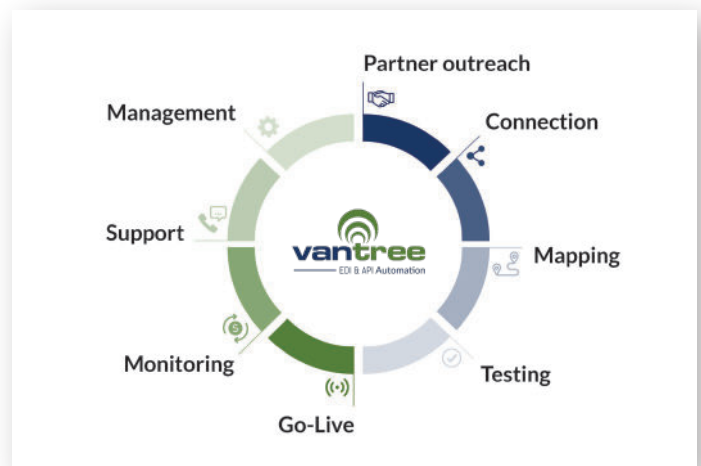 Partner outreach
Connection
Mapping
Testing
Go-Live
Monitoring
Support
Management
vantree
EDI & API Automation